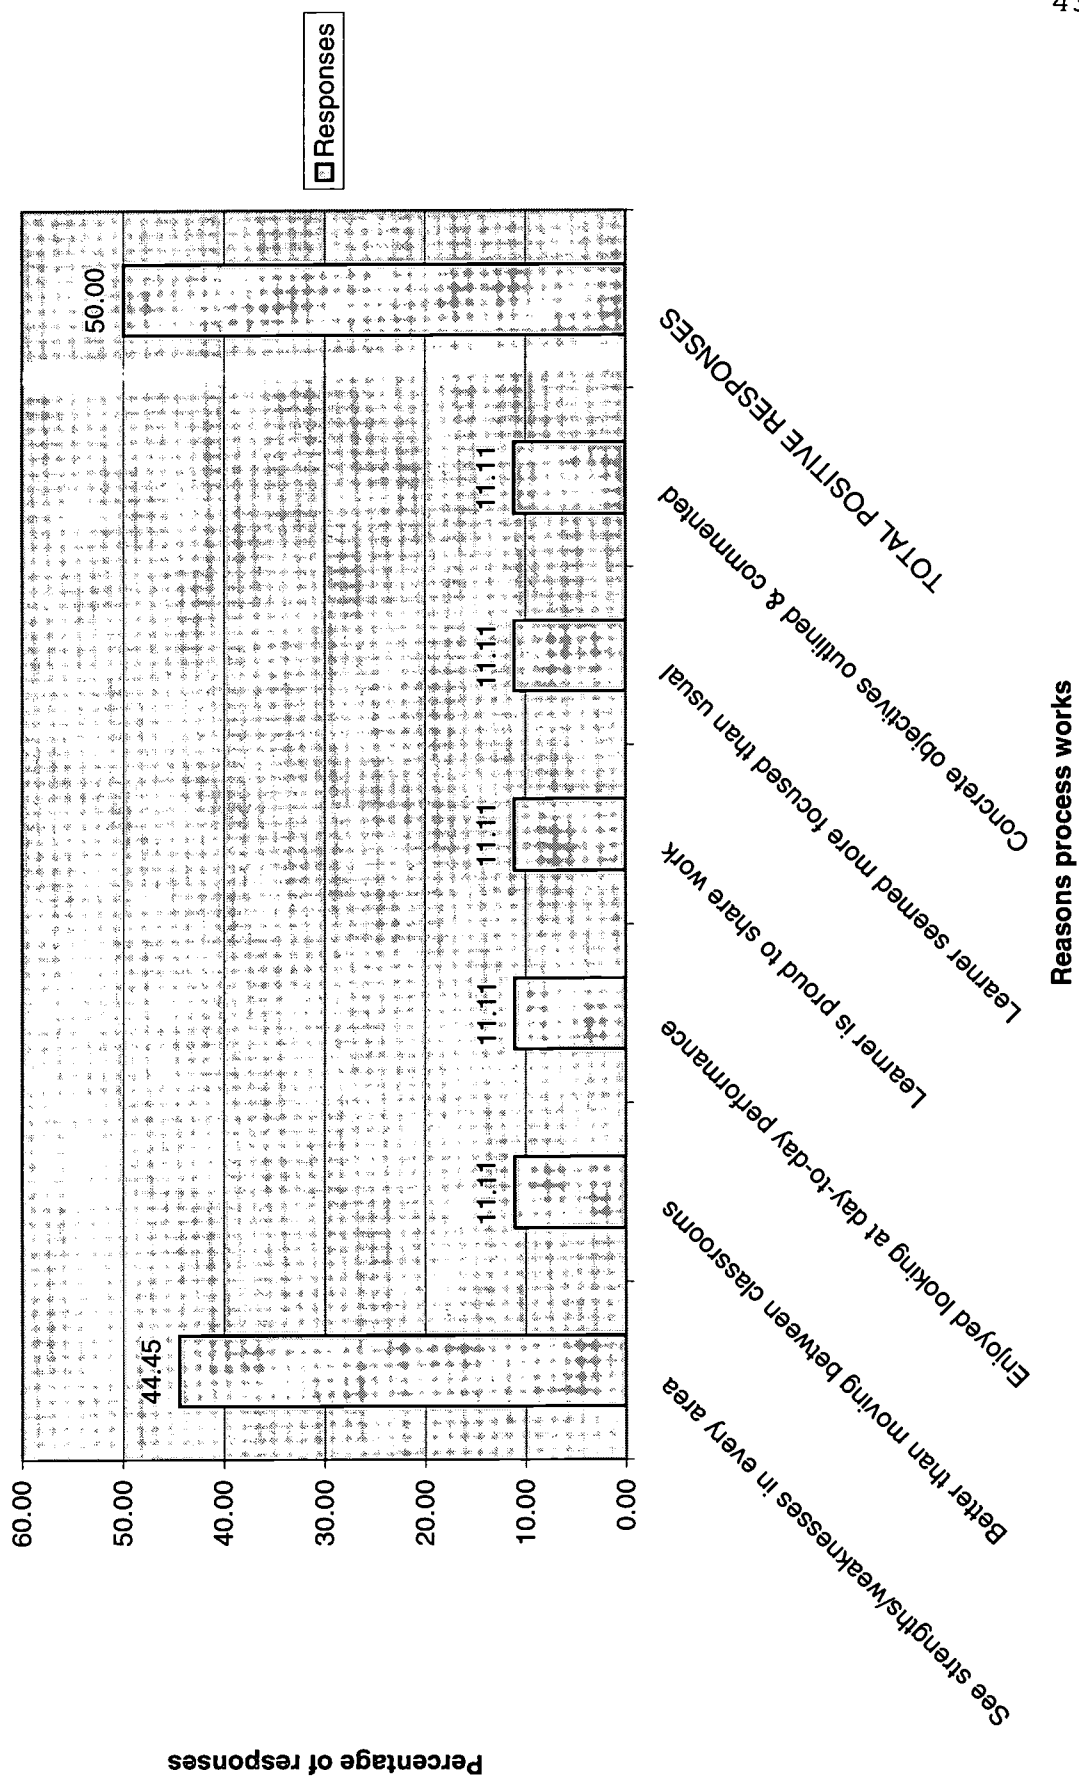 Responses
60.00
50.00
40.00
30.00
20.00
10.00
0.00
44.45
11.11
11.11
11.11
11.11
11.11
50.00
See strengths/weaknesses in every area
Better than moving between classrooms
Enjoyed looking at day-to-day performance
Learner is proud to share work
Learner seemed more focused than usual
Concrete objectives outlined & commented
TOTAL POSITIVE RESPONSES
Percentage of responses
Reasons process works